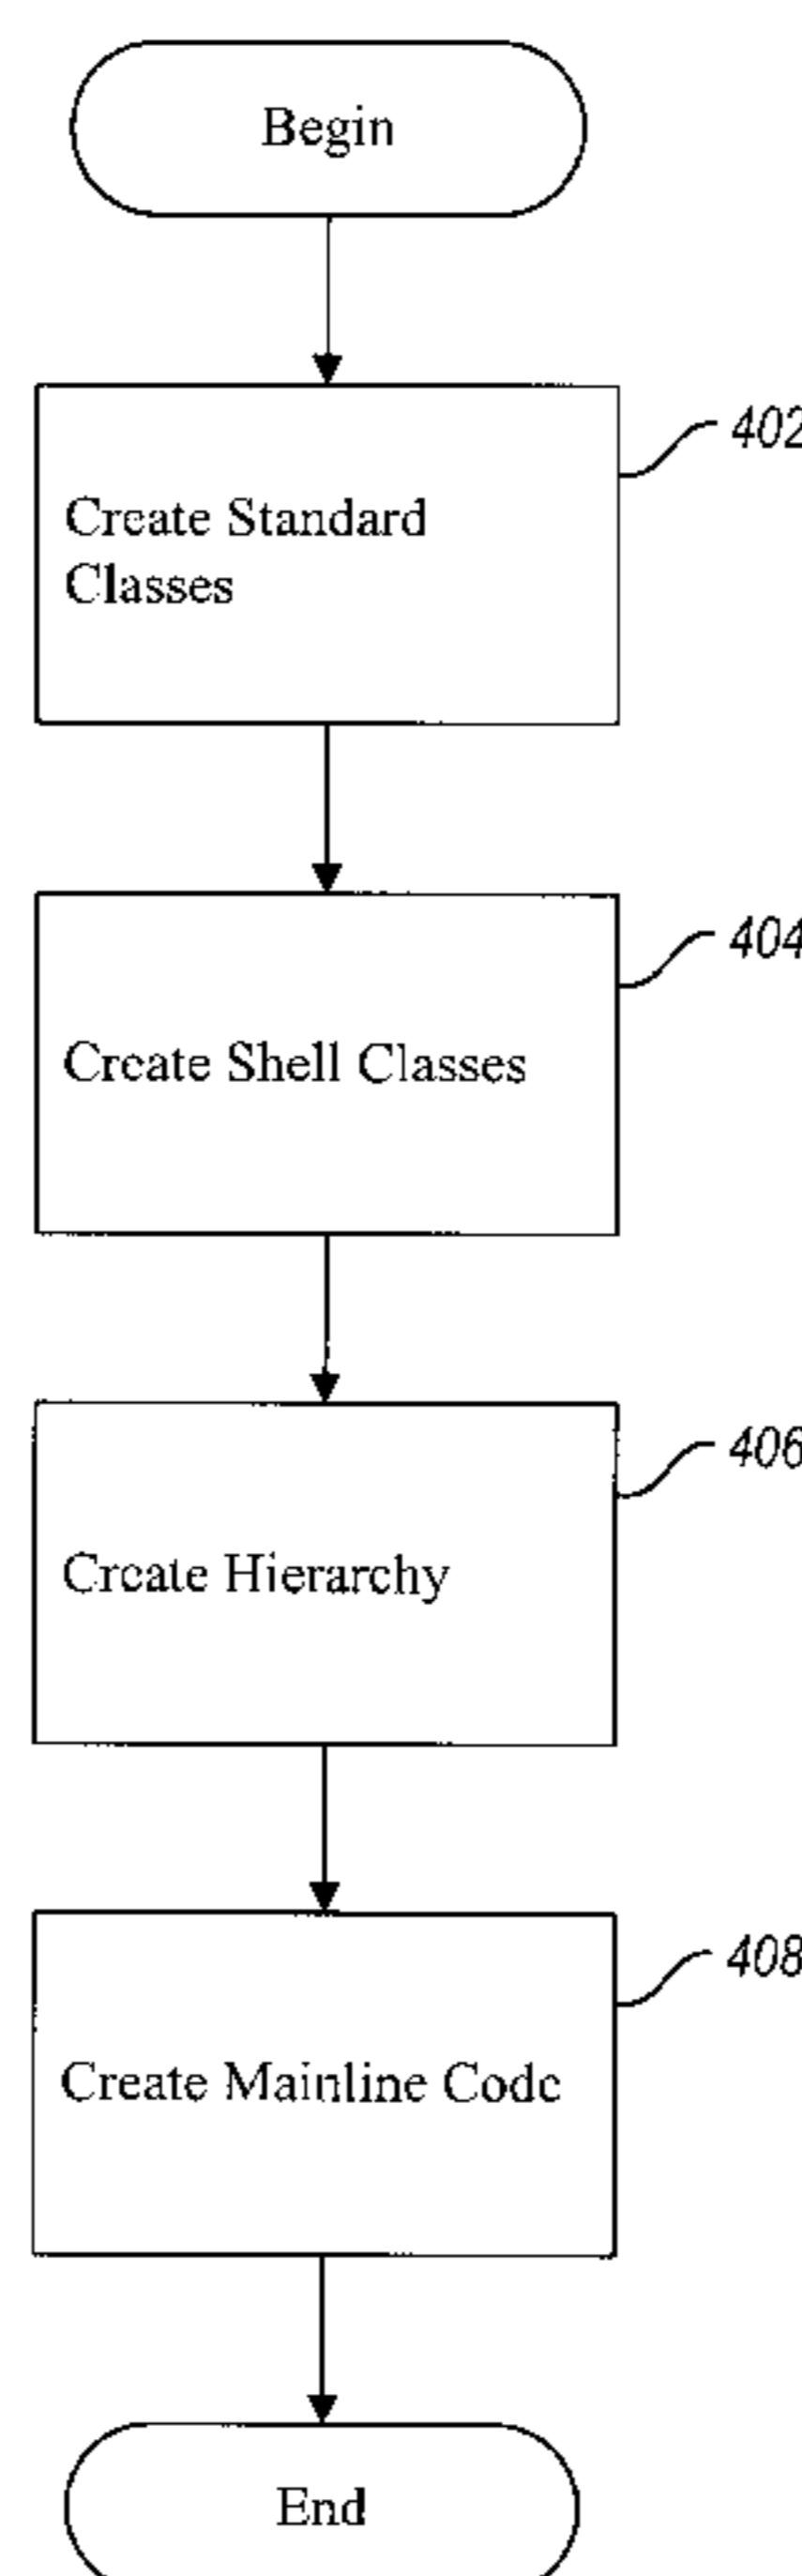 Begin
402
Create Standard
Classes
404
Create Shell Classes
406
Create Hierarchy
408
Create Mainline Code
End